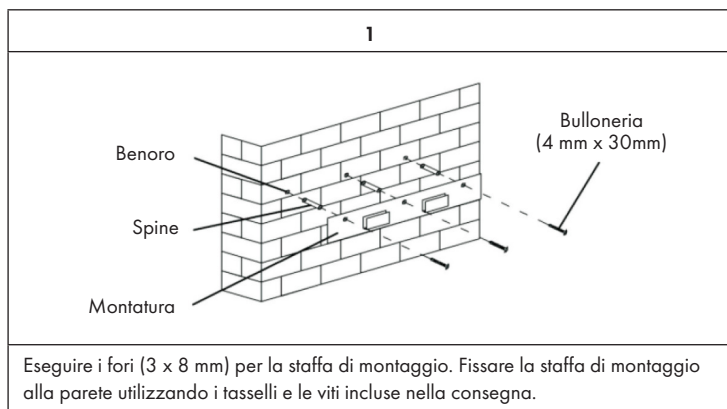 1
Benoro
Spine
Montatura
Bulloneria
(4 mm x 30mm)
Eseguire i fori (3 x 8 mm) per la staffa di montaggio. Fissare la staffa di montaggio
alla parete utilizzando i tasselli e le viti incluse nella consegna.